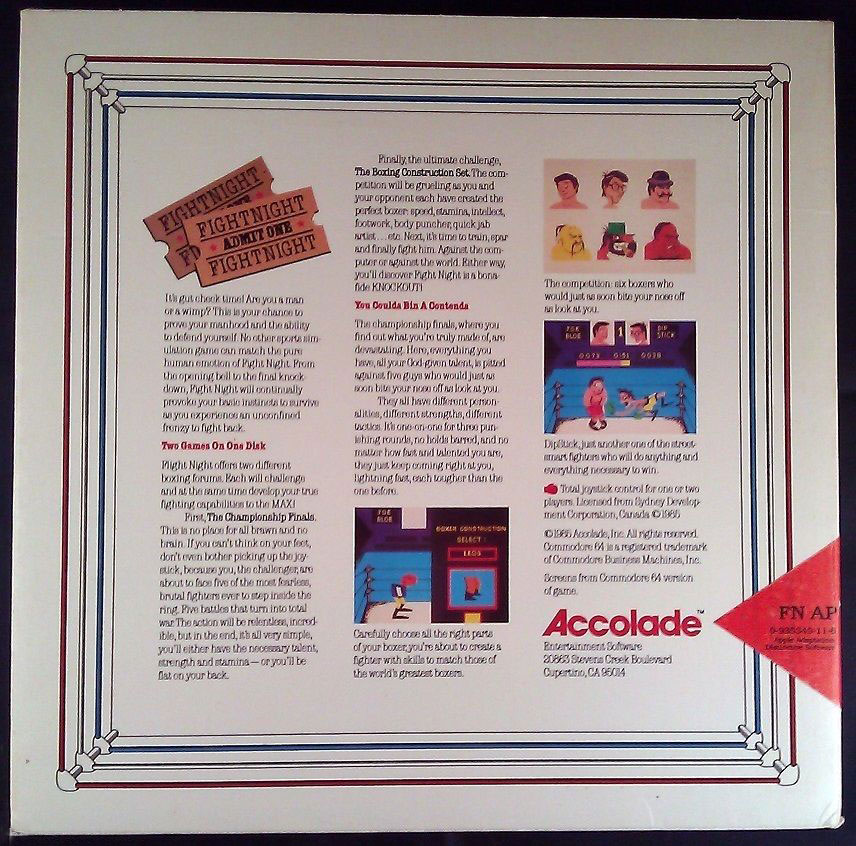 FIGHTNIGHT
FIGHTNIGHT
ADMIT ONE
FIGHTNIGHT
It's gut check time! Are you a man
or a wimp? This is your chance to
prove your manhood and the ability
to defend yourself. No other sports sim-
ulation game can match the pure
human emotion of Fight Night. From
the opening bell to the final knock-
down, Fight Night will continually
provoke your basic instincts to survive
as you experience an unconfined
frenzy to fight back.
Two Games On One Disk
Flight Night offers two different
boxing forums. Each will challenge
and at the same time develop your true
fighting capabilities to the MAX!
First, The Championship Finals.
This is no place for all brawn and no
brain. If you can't think on your feet,
don't even bother picking up the joy-
stick, because you, the challenger, are
about to face five of the most fearless,
brutal fighters ever to step inside the
ring. Five battles that turn into total
war. The action will be relentless, incred-
ible, but in the end, it's all very simple,
you'll either have the necessary talent,
strength and stamina — or you'll be
flat on your back.
Finally, the ultimate challenge,
The Boxing Construction Set. The com-
petition will be grueling as you and
your opponent each have created the
perfect boxer: speed, stamina, intellect,
footwork, body puncher, quick jab
artist . . . etc. Next, it's time to train, spar
and finally fight him. Against the com-
puter or against the world. Either way,
you'll discover Fight Night is a bona-
fide KNOCKOUT!
You Coulda Bin A Contenda
The championship finals, where you
find out what you're truly made of, are
devastating. Here, everything you
have, all your God-given talent, is pitted
against five guys who would just as
soon bite your nose off as look at you.
They all have different person-
alities, different strengths, different
tactics. It's one-on-one for three pun-
ishing rounds, no holds barred, and no
matter how fast and talented you are,
they just keep coming right at you,
lightning fast, each tougher than the
one before.
JOE
BLOE
BOXER CONSTRUCTION
SELECT :
LEGS
Carefully choose all the right parts
of your boxer, you're about to create a
fighter with skills to match those of
the world's greatest boxers.
The competition: six boxers who
would just as soon bite your nose off
as look at you.
JOE
BLOE
1
DIP
STICK
0073
0:51
0028
DipStick, just another one of the street-
smart fighters who will do anything and
everything necessary to win.
Total joystick control for one or two
players. Licensed from Sydney Develop-
ment Corporation, Canada ©1985
©1985 Accolade, Inc. All rights reserved.
Commodore 64 is a registered trademark
of Commodore Business Machines, Inc.
Screens from Commodore 64 version
of game.
Accolade™
Entertainment Software
20863 Stevens Creek Boulevard
Cupertino, CA 95014
FN AP